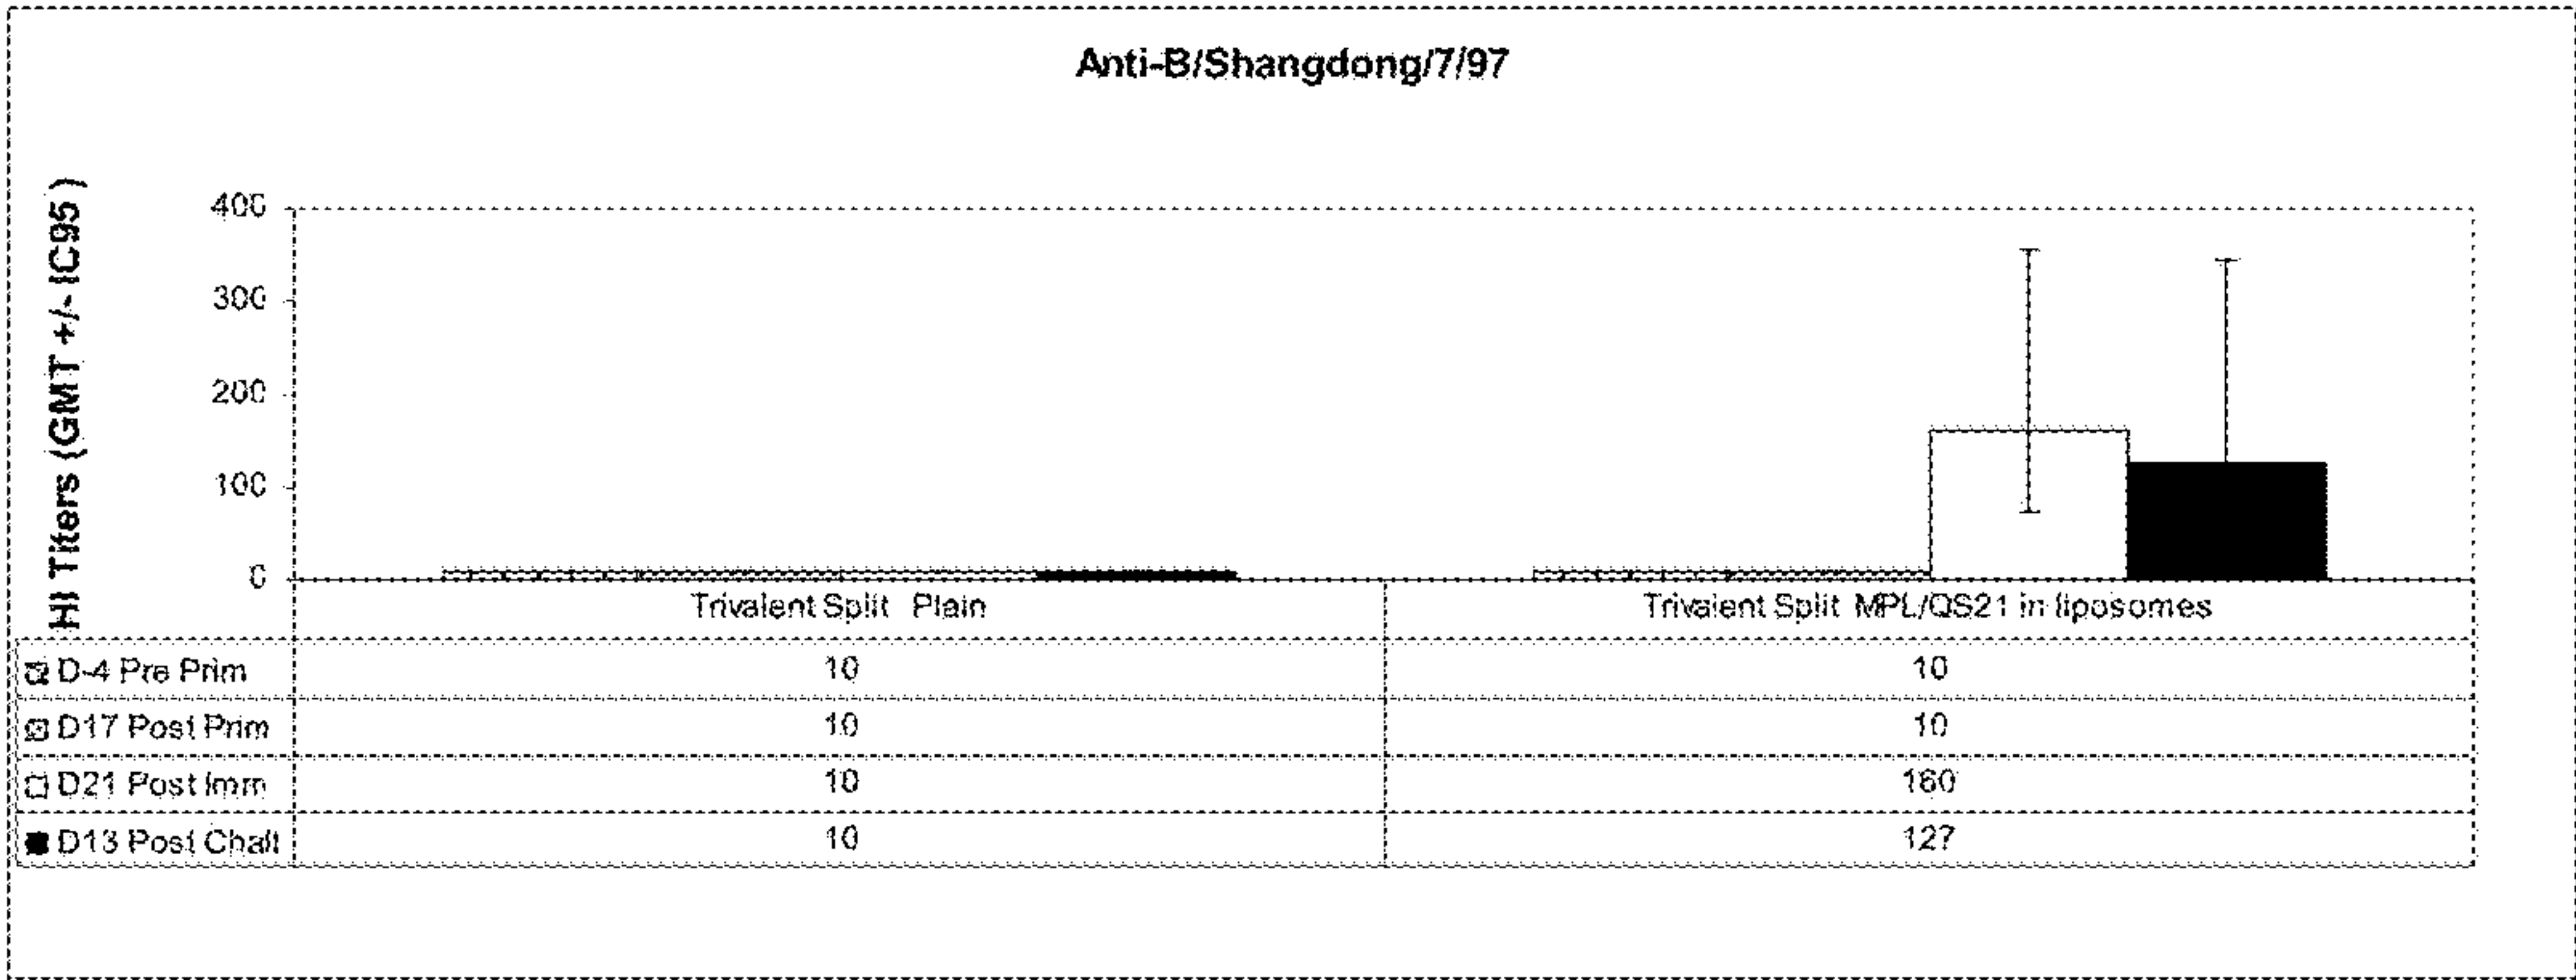 Anti-B/Shangdong/7/97
HI Titers (GMT +/- IC95 )
400
300
200
100
0
Trivalent Split Plain
Trivalent Split MPL/QS21 in liposomes
D-4 Pre Prim 10 10
D17 Post Prim 10 10
D21 Post Imm 10 160
D13 Post Chall 10 127